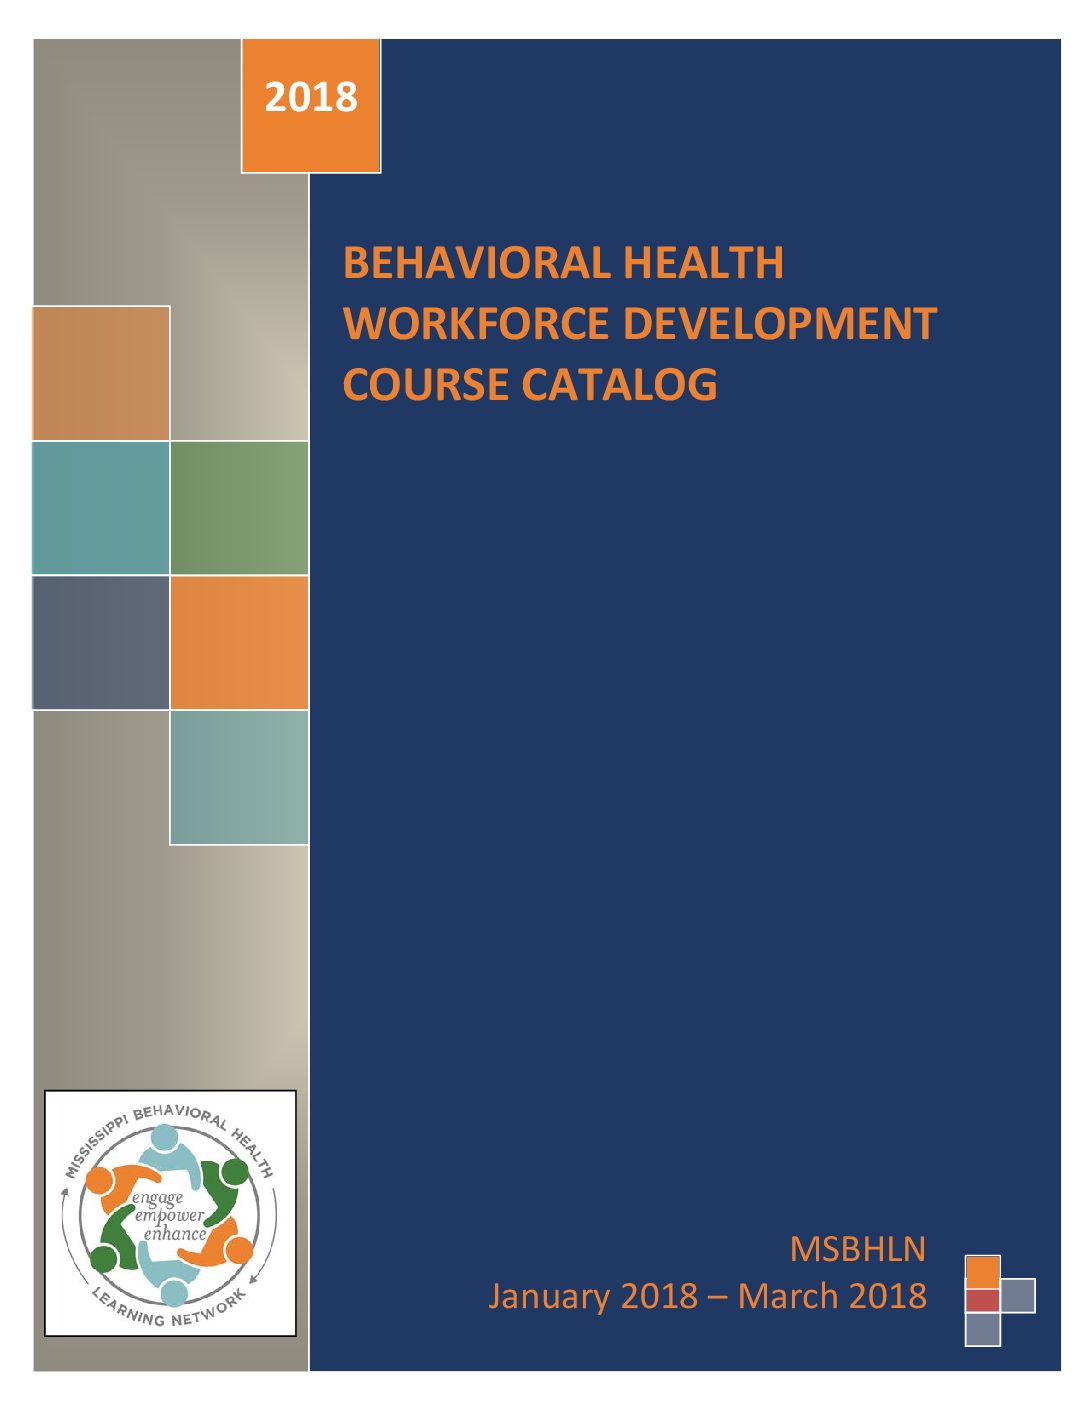 2018
BEHAVIORAL HEALTH
WORKFORCE DEVELOPMENT
COURSE CATALOG
MISSISSIPPI BEHAVIORAL HEALTH
engage
empower
enhance
LEARNING NETWORK
MSBHLN
January 2018 – March 2018